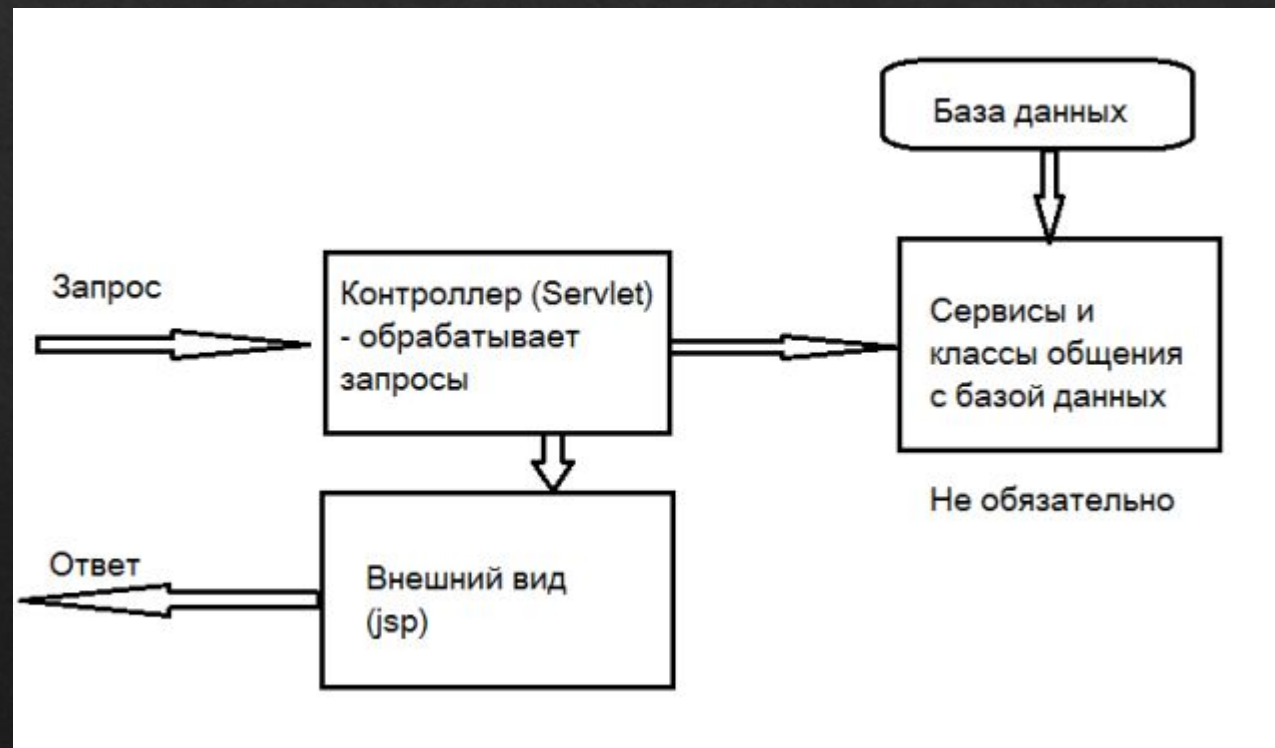 База данных
Запрос
Контроллер (Servlet)
- обрабатывает
запросы
Сервисы и
классы общения
с базой данных
Не обязательно
Ответ
Внешний вид
(jsp)